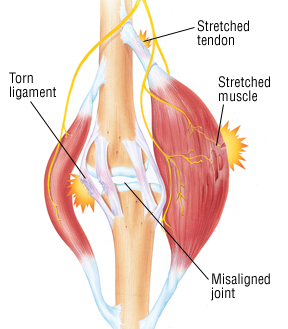 Stretched
tendon
Torn
ligament
Stretched
muscle
Misaligned
joint